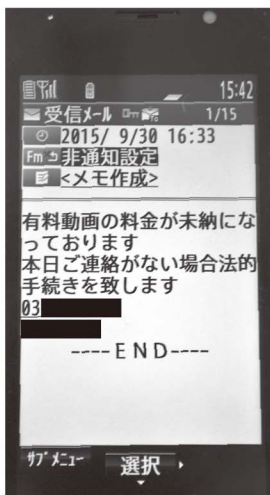 15:42
受信メール 1/15
2015/ 9/30 16:33
Fm 非通知設定
<メモ作成>
有料動画の料金が未納にな
っております
本日ご連絡がない場合法的
手続きを致します
03
----END----
サブメニュー 選択